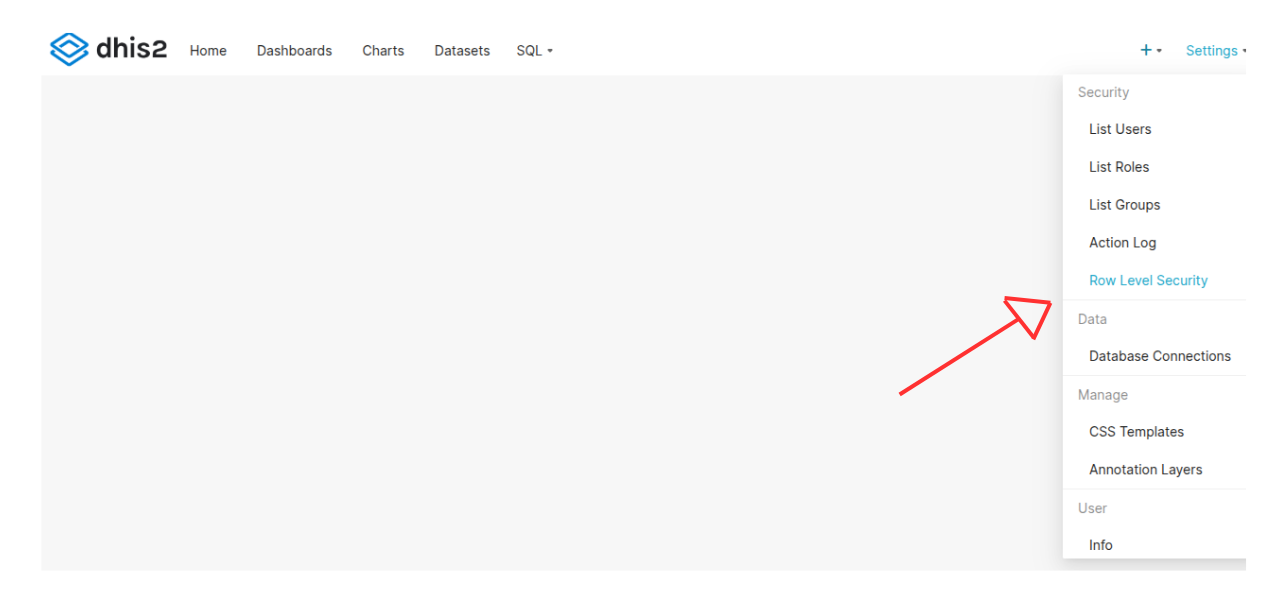 dhis2 Home Dashboards Charts Datasets SQL + Settings
Security
List Users
List Roles
List Groups
Action Log
Row Level Security
Data
Database Connections
Manage
CSS Templates
Annotation Layers
User
Info